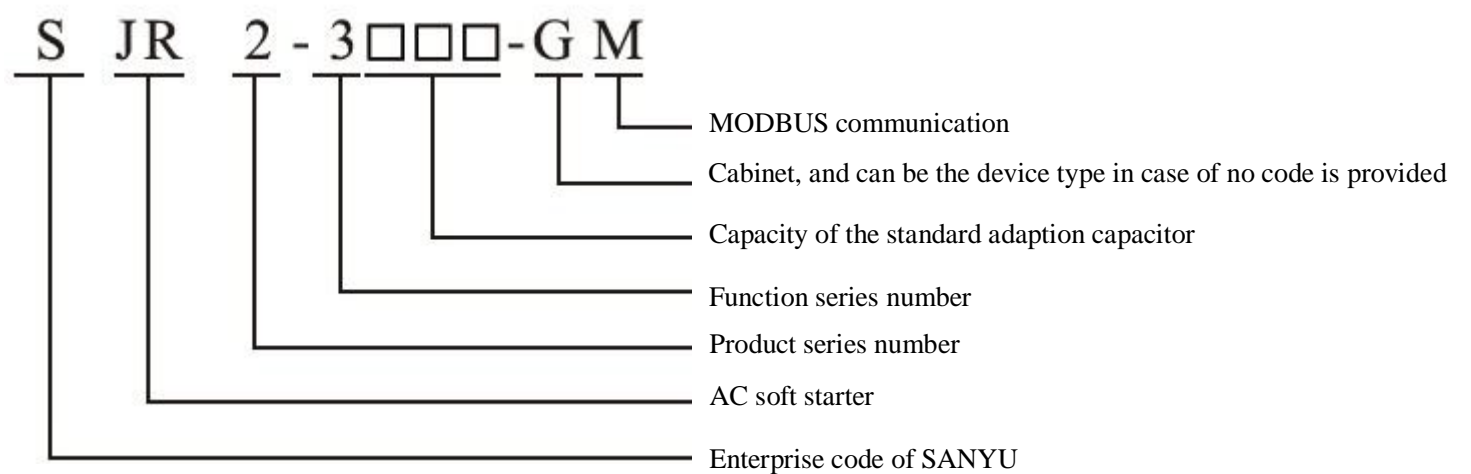 S JR 2 - 3□□□-G M
MODBUS communication
Cabinet, and can be the device type in case of no code is provided
Capacity of the standard adaption capacitor
Function series number
Product series number
AC soft starter
Enterprise code of SANYU